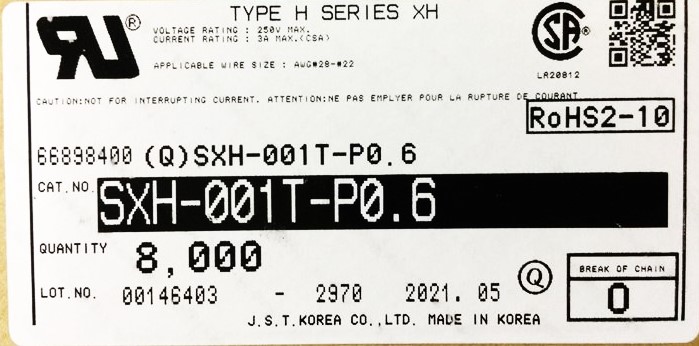 TYPE H SERIES XH
VOLTAGE RATING : 250V MAX.
CURRENT RATING : 3A MAX.(CSA)
APPLICABLE WIRE SIZE : AWG#28-#22
SA®
LR20812
CAUTION:NOT FOR INTERRUPTING CURRENT. ATTENTION:NE PAS EMPLYER POUR LA RUPTURE DE COURANT
RoHS2-10
66898400 (Q)SXH-001T-P0.6
CAT.NO. SXH-001T-P0.6
QUANTITY 8,000
LOT.NO. 00146403 - 2970 2021.05 Q
BREAK OF CHAIN
0
J.S.T.KOREA CO.,LTD. MADE IN KOREA